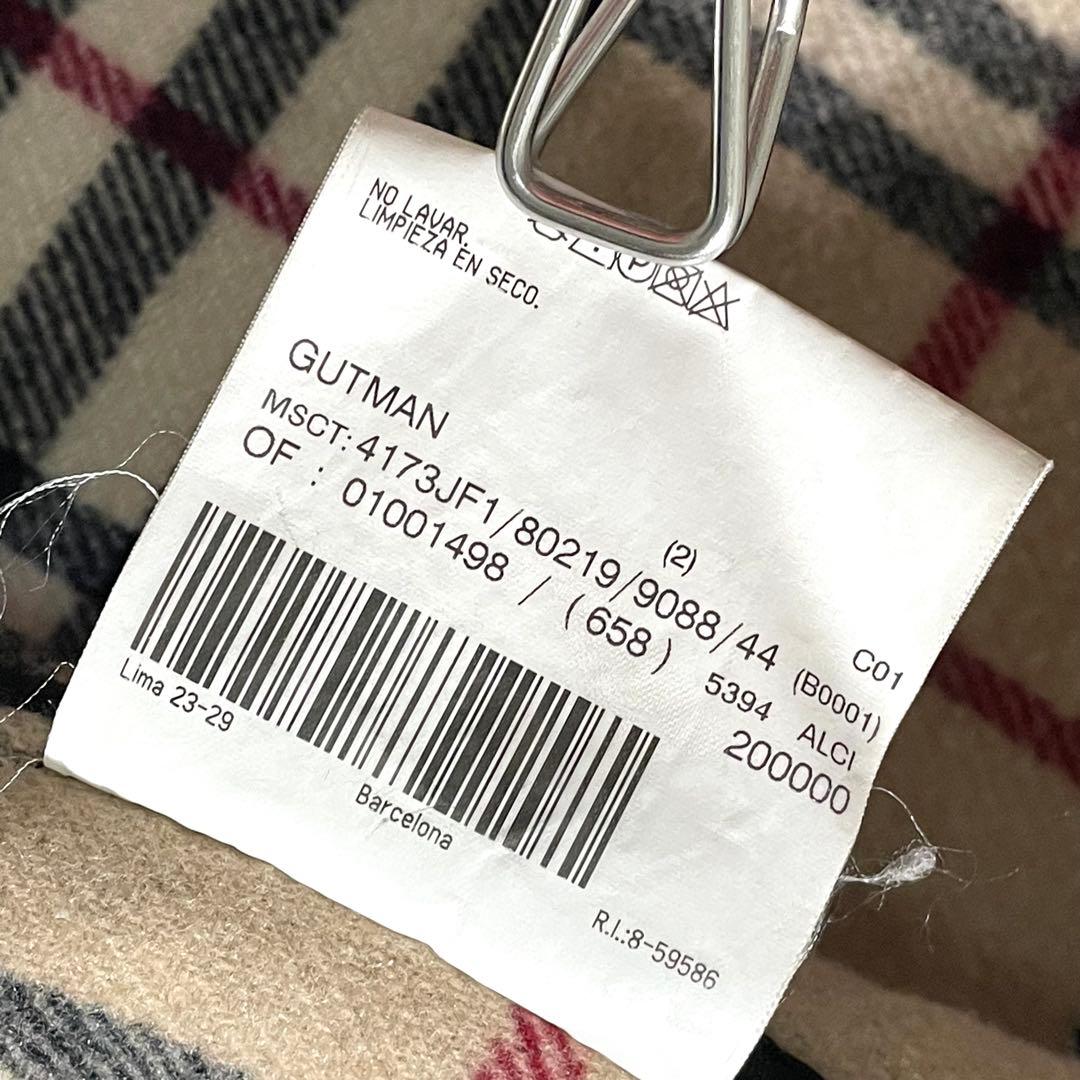 NO LAVAR.
LIMPIEZA EN SECO.
P
GUTMAN
(2) C01
MSCT: 4173JF1/80219/9088/44 (B0001)
OF : 01001498 / (658) 5394 ALCI
200000
Lima 23-29
Barcelona
R.I.:8-59586